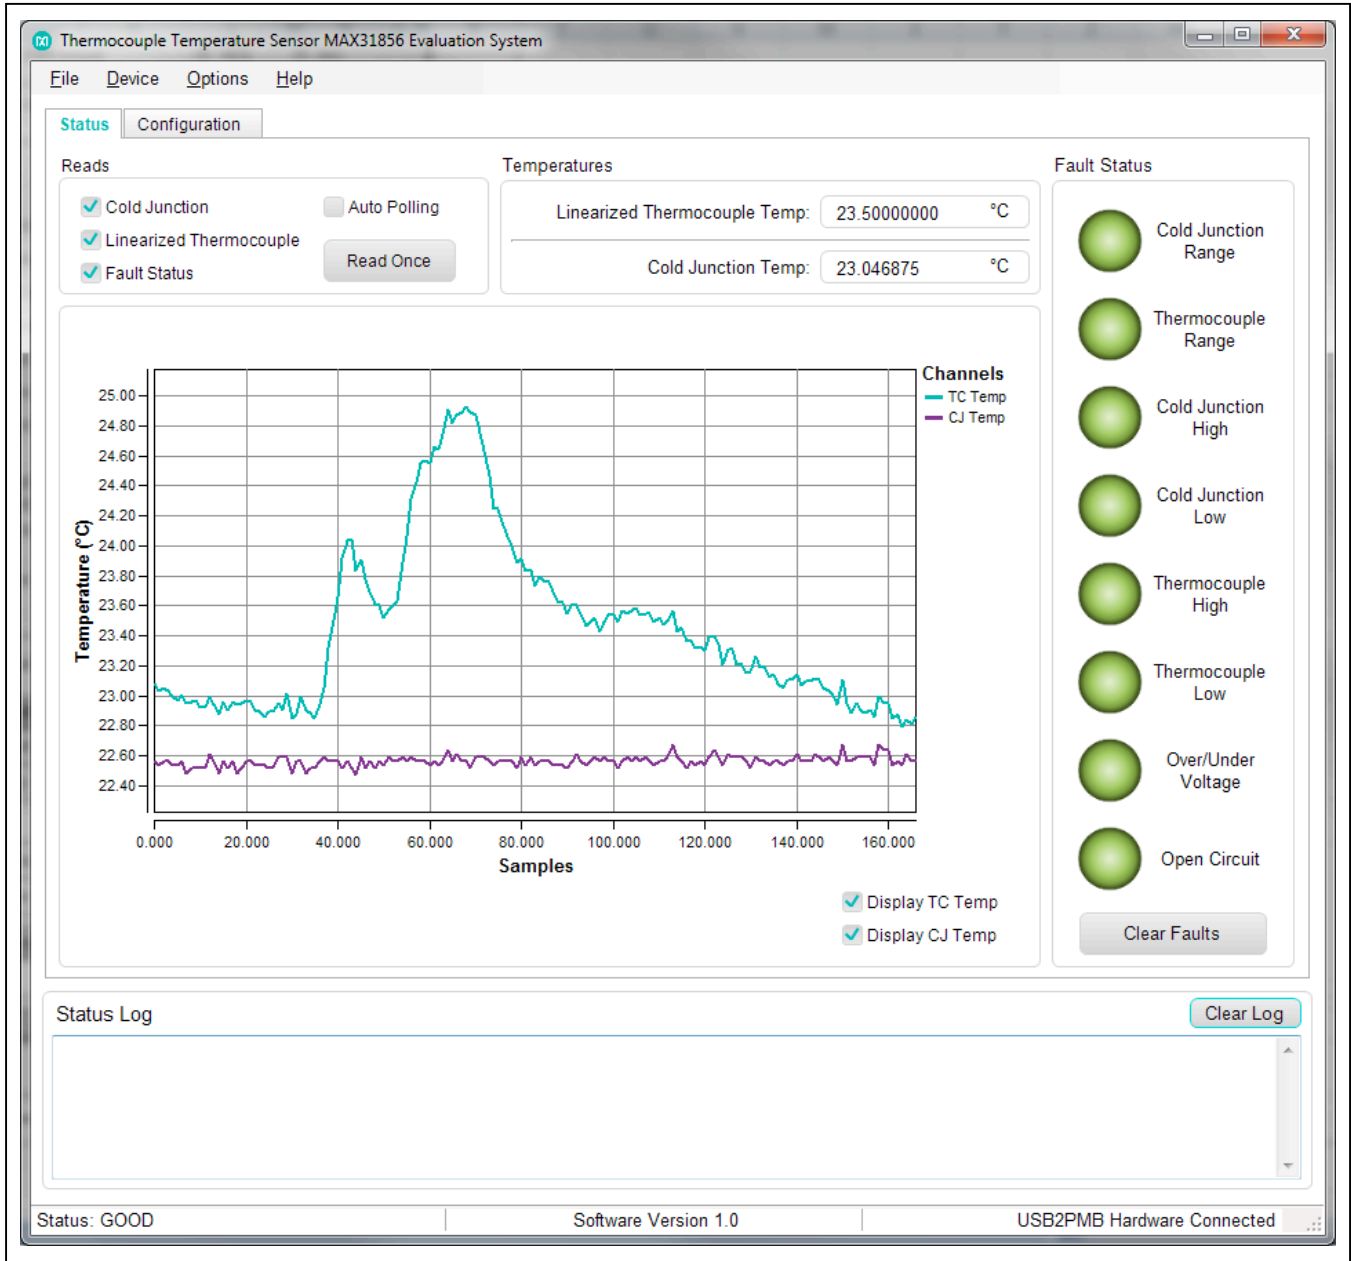 Thermocouple Temperature Sensor MAX31856 Evaluation System
File Device Options Help
Status Configuration
Reads
Cold Junction
Auto Polling
Linearized Thermocouple
Fault Status
Read Once
Temperatures
Linearized Thermocouple Temp: 23.50000000 °C
Cold Junction Temp: 23.046875 °C
Fault Status
Cold Junction
Range
Thermocouple
Range
Cold Junction
High
Cold Junction
Low
Thermocouple
High
Thermocouple
Low
Over/Under
Voltage
Open Circuit
Clear Faults
Channels
TC Temp
CJ Temp
Temperature (°C)
25.00
24.80
24.60
24.40
24.20
24.00
23.80
23.60
23.40
23.20
23.00
22.80
22.60
22.40
0.000 20.000 40.000 60.000 80.000 100.000 120.000 140.000 160.000
Samples
Display TC Temp
Display CJ Temp
Status Log
Clear Log
Status: GOOD
Software Version 1.0
USB2PMB Hardware Connected